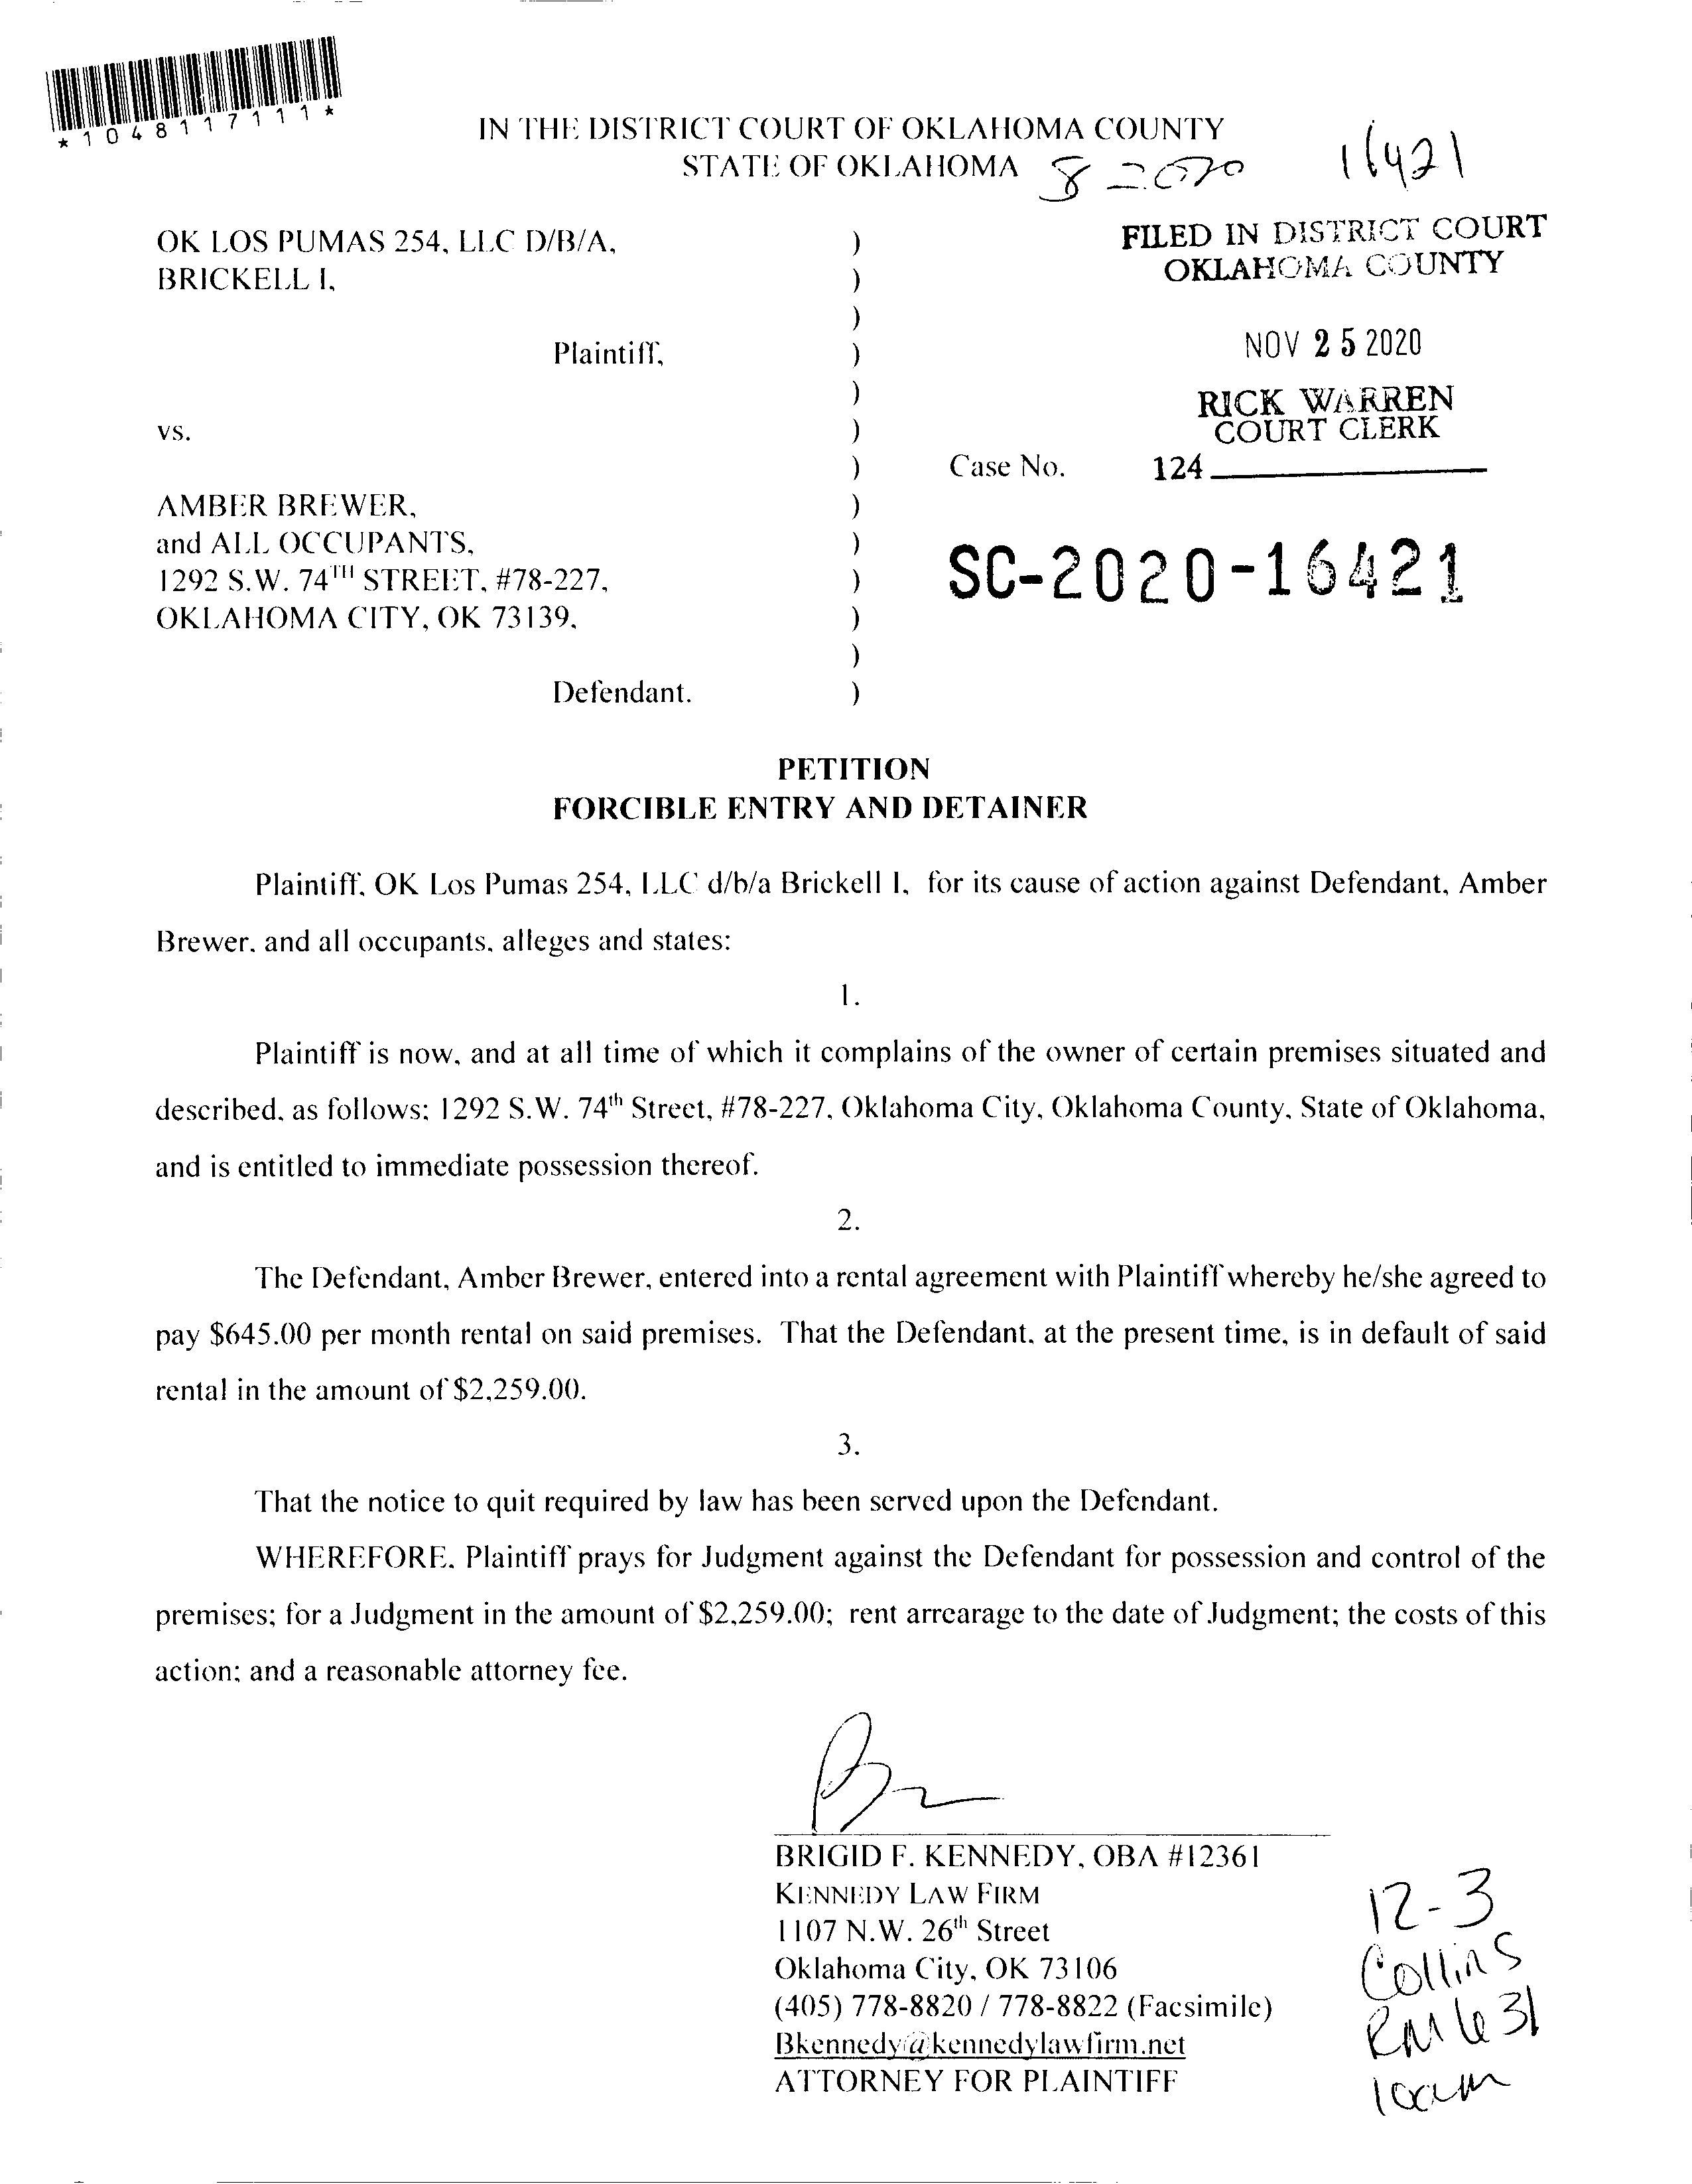 *1048117111*
IN THE DISTRICT COURT OF OKLAHOMA COUNTY
STATE OF OKLAHOMA
16421
OK LOS PUMAS 254, LLC D/B/A,
BRICKELL I,
Plaintiff,
vs.
AMBER BREWER,
and ALL OCCUPANTS,
1292 S.W. 74TH STREET, #78-227,
OKLAHOMA CITY, OK 73139,
Defendant.
)
)
)
)
)
)
)
)
)
)
)
)
)
FILED IN DISTRICT COURT
OKLAHOMA COUNTY
NOV 25 2020
RICK WARREN
COURT CLERK
Case No. 124
SC-2020-16421
PETITION
FORCIBLE ENTRY AND DETAINER
Plaintiff, OK Los Pumas 254, LLC d/b/a Brickell I, for its cause of action against Defendant, Amber
Brewer, and all occupants, alleges and states:
1.
Plaintiff is now, and at all time of which it complains of the owner of certain premises situated and
described, as follows: 1292 S.W. 74th Street, #78-227, Oklahoma City, Oklahoma County, State of Oklahoma,
and is entitled to immediate possession thereof.
2.
The Defendant, Amber Brewer, entered into a rental agreement with Plaintiff whereby he/she agreed to
pay $645.00 per month rental on said premises. That the Defendant, at the present time, is in default of said
rental in the amount of $2,259.00.
3.
That the notice to quit required by law has been served upon the Defendant.
WHEREFORE, Plaintiff prays for Judgment against the Defendant for possession and control of the
premises; for a Judgment in the amount of $2,259.00; rent arrearage to the date of Judgment; the costs of this
action; and a reasonable attorney fee.
BRIGID F. KENNEDY, OBA #12361
KENNEDY LAW FIRM
1107 N.W. 26th Street
Oklahoma City, OK 73106
(405) 778-8820 / 778-8822 (Facsimile)
Bkennedy@kennedylawfirm.net
ATTORNEY FOR PLAINTIFF
12-3
Collins
10am